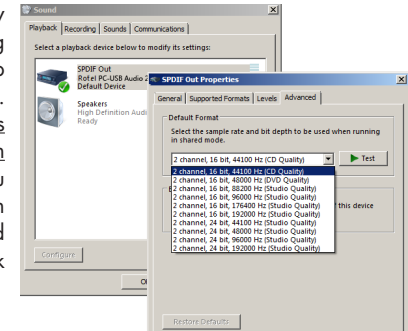 Sound
Playback Recording Sounds Communications
Select a playback device below to modify its settings:
SPDIF Out
Rotel PC-USB Audio 2
Default Device
Speakers
High Definition Audi
Ready
Configure
SPDIF Out Properties
General Supported Formats Levels Advanced
Default Format
Select the sample rate and bit depth to be used when running
in shared mode.
2 channel, 16 bit, 44100 Hz (CD Quality)
Test
2 channel, 16 bit, 44100 Hz (CD Quality)
2 channel, 16 bit, 48000 Hz (DVD Quality)
2 channel, 16 bit, 88200 Hz (Studio Quality)
2 channel, 16 bit, 96000 Hz (Studio Quality)
2 channel, 16 bit, 176400 Hz (Studio Quality)
2 channel, 16 bit, 192000 Hz (Studio Quality)
2 channel, 24 bit, 44100 Hz (Studio Quality)
2 channel, 24 bit, 48000 Hz (Studio Quality)
2 channel, 24 bit, 96000 Hz (Studio Quality)
2 channel, 24 bit, 192000 Hz (Studio Quality)
this device
Restore Defaults